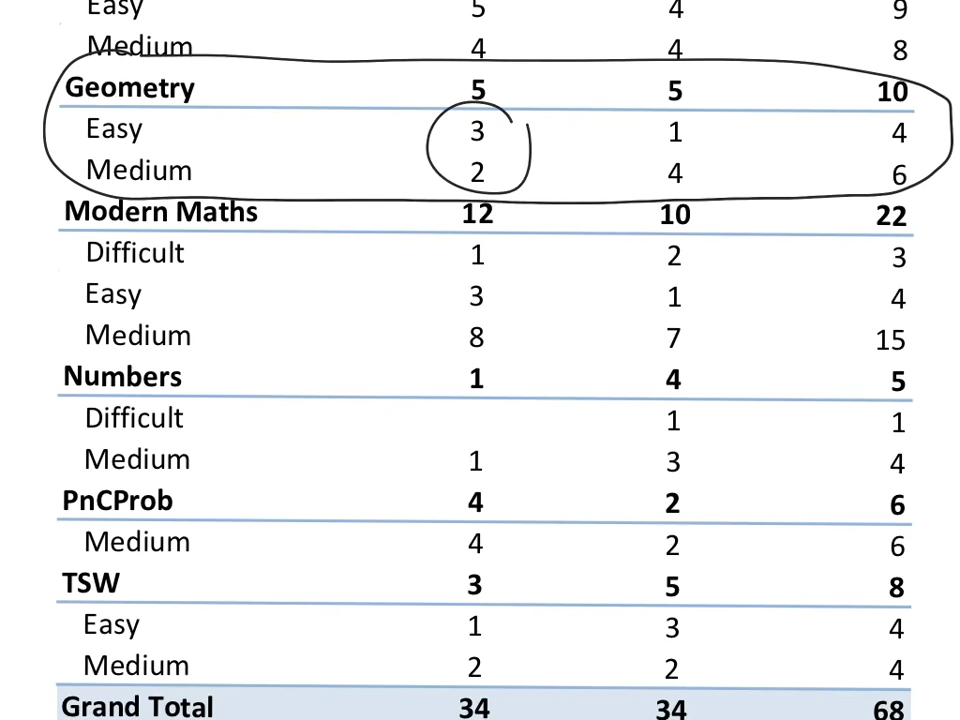 Easy 5 4 9
Medium 4 4 8
Geometry 5 5 10
Easy 3 1 4
Medium 2 4 6
Modern Maths 12 10 22
Difficult 1 2 3
Easy 3 1 4
Medium 8 7 15
Numbers 1 4 5
Difficult 1 1
Medium 1 3 4
PnCProb 4 2 6
Medium 4 2 6
TSW 3 5 8
Easy 1 3 4
Medium 2 2 4
Grand Total 34 34 68